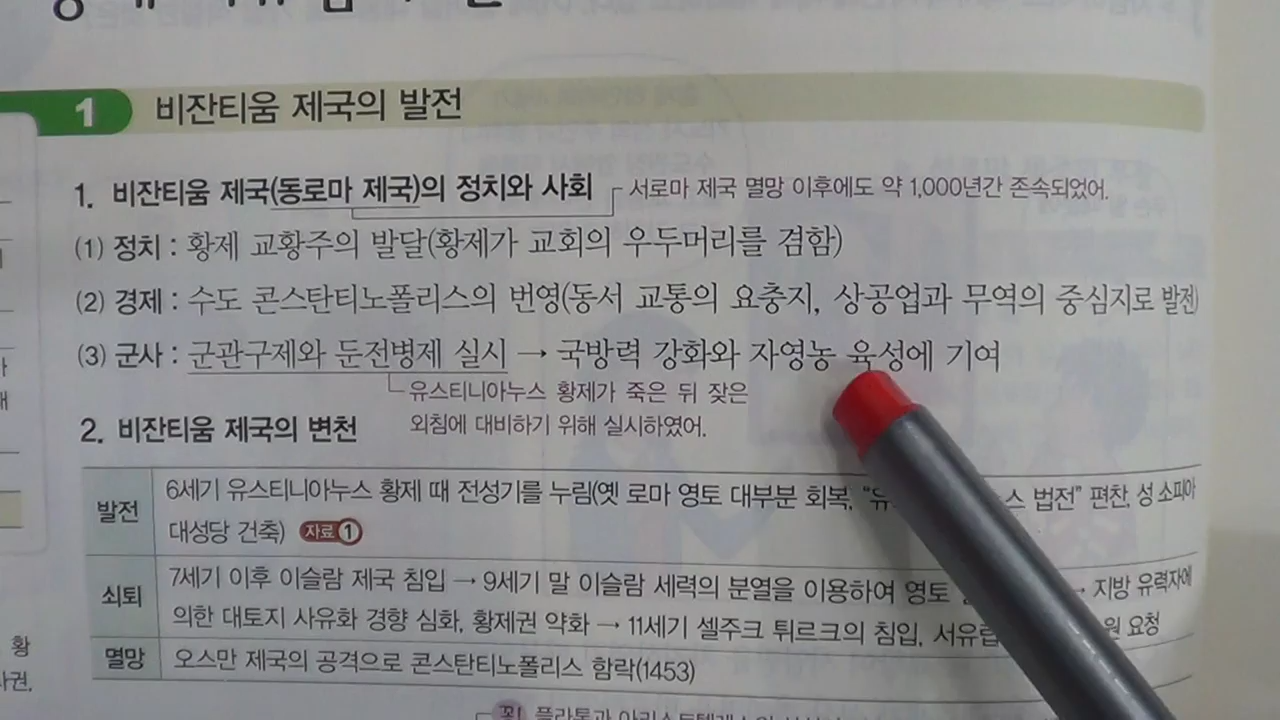 1 비잔티움 제국의 발전
1. 비잔티움 제국(동로마 제국)의 정치와 사회 서로마 제국 멸망 이후에도 약 1,000년간 존속되었어.
(1) 정치 : 황제 교황주의 발달(황제가 교회의 우두머리를 겸함)
(2) 경제 : 수도 콘스탄티노폴리스의 번영(동서 교통의 요충지, 상공업과 무역의 중심지로 발전)
(3) 군사 : 군관구제와 둔전병제 실시 → 국방력 강화와 자영농 육성에 기여
유스티니아누스 황제가 죽은 뒤 잦은
외침에 대비하기 위해 실시하였어.
2. 비잔티움 제국의 변천
발전 6세기 유스티니아누스 황제 때 전성기를 누림(옛 로마 영토 대부분 회복, 법전” 편찬, 성 소피아
대성당 건축) 자료 1
쇠퇴 7세기 이후 이슬람 제국 침입 → 9세기 말 이슬람 세력의 분열을 이용하여 영토 → 지방 유력자에
의한 대토지 사유화 경향 심화, 황제권 약화 → 11세기 셀주크 튀르크의 침입, 요청
멸망 오스만 제국의 공격으로 콘스탄티노폴리스 함락(1453)